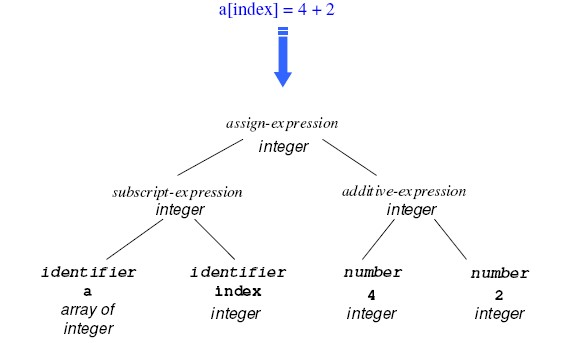 a[index] = 4 + 2
assign-expression
integer
subscript-expression
additive-expression
integer
integer
identifier
identifier
number
number
a
index
4
2
array of
integer
integer
integer
integer